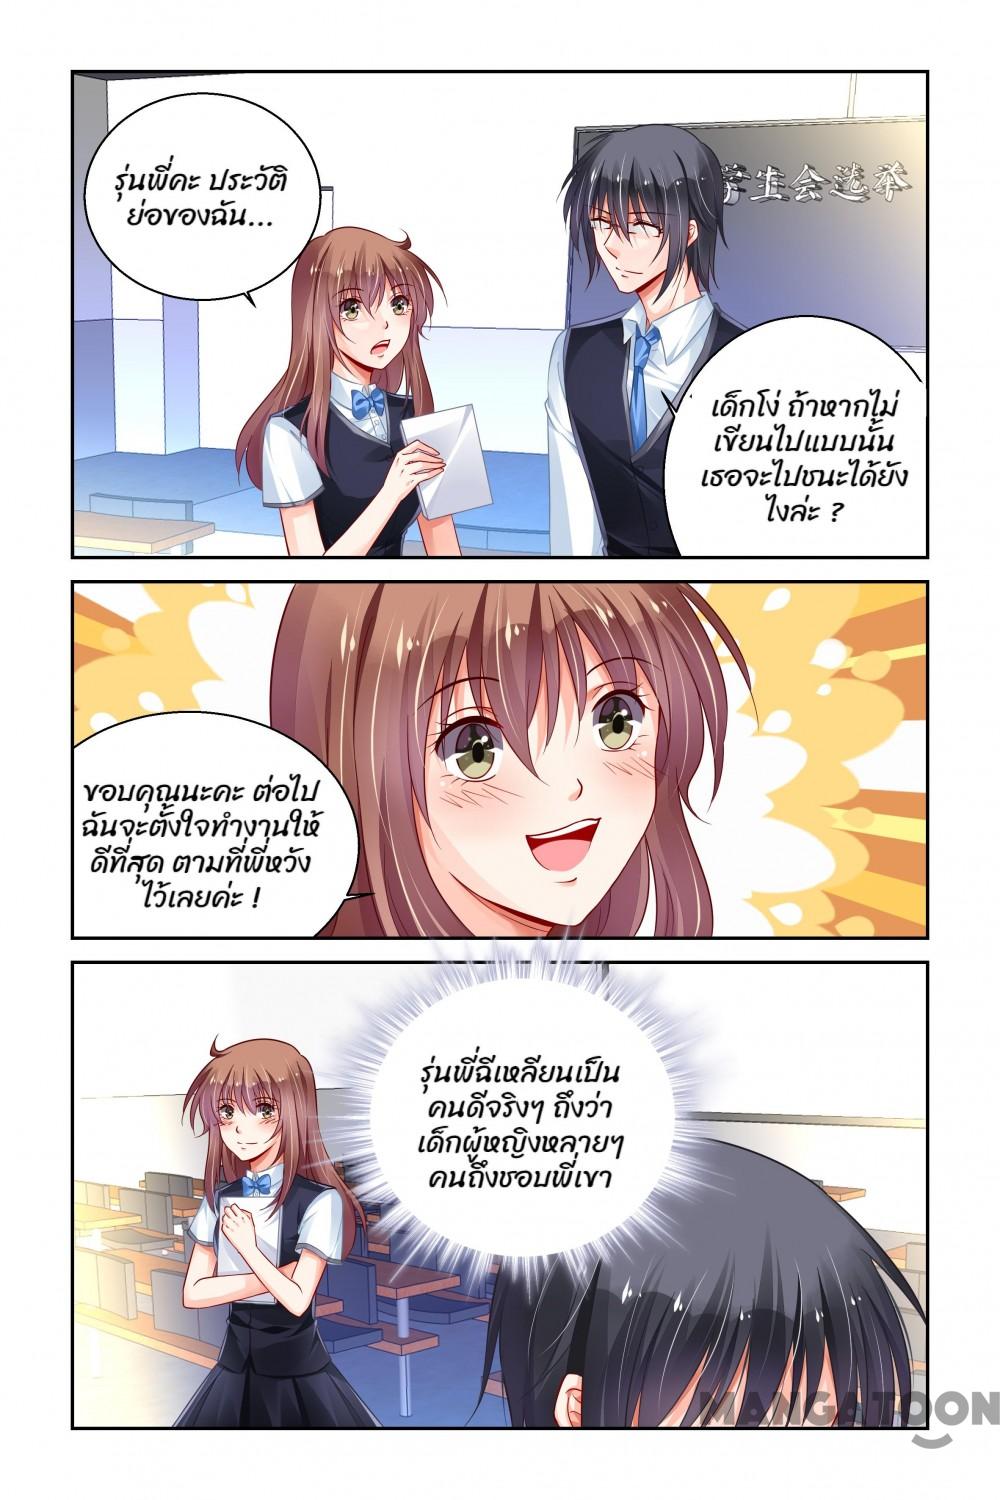 รุ่นพี่คะ ประวัติ
ย่อของฉัน...
学生会选举
เด็กโง่ ถ้าหากไม่
เขียนไปแบบนั้น
เธอจะไปชนะได้ยัง
ไงล่ะ ?
ขอบคุณนะคะ ต่อไป
ฉันจะตั้งใจทำงานให้
ดีที่สุด ตามที่พี่หวัง
ไว้เลยค่ะ !
รุ่นพี่ฉีเหลียนเป็น
คนดีจริงๆ ถึงว่า
เด็กผู้หญิงหลายๆ
คนถึงชอบพี่เขา
MANGATOON